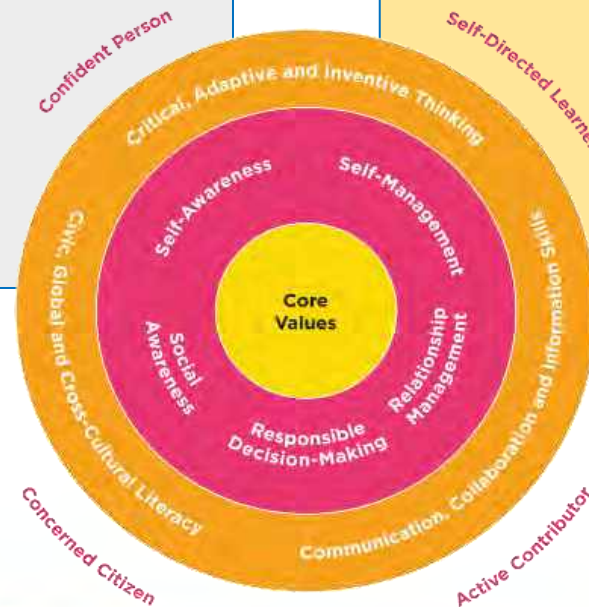 Confident Person
Self-Directed Learner
Critical, Adaptive and Inventive Thinking
Self-Awareness
Self-Management
Civic, Global and Cross-Cultural Literacy
Communication, Collaboration and Information Skills
Core
Values
Social
Awareness
Relationship
Management
Responsible
Decision-Making
Concerned Citizen
Active Contributor